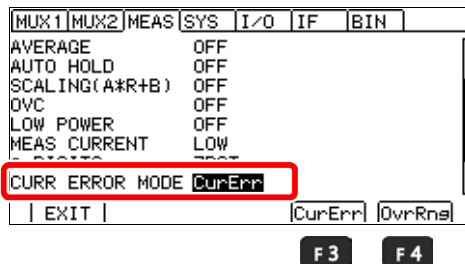 MUX1 MUX2 MEAS SYS I/O IF BIN
AVERAGE OFF
AUTO HOLD OFF
SCALING(A*R+B) OFF
OVC OFF
LOW POWER OFF
MEAS CURRENT LOW
CURR ERROR MODE CurErr
EXIT CurErr OvrRng
F3 F4